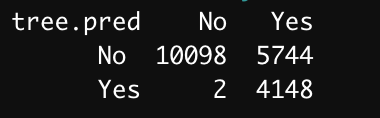 tree.pred No Yes
No 10098 5744
Yes 2 4148